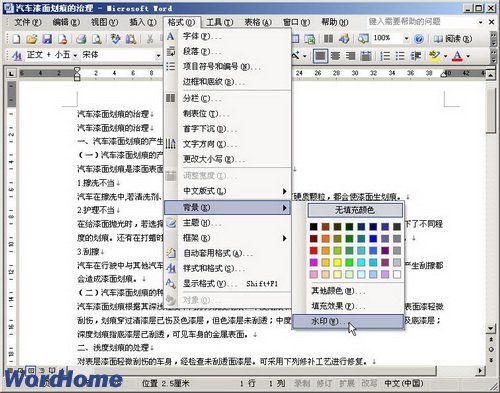 汽车漆面划痕的治理 - Microsoft Word
文件(F) 编辑(E) 视图(V) 插入(I) 格式(O) 工具(T) 表格(A) 窗口(W) 帮助(H) 键入需要帮助的问题
正文 + 小五 宋体 100% 阅读(R)
字体(F)...
段落(P)...
项目符号和编号(N)...
边框和底纹(B)...
分栏(C)...
制表位(T)...
首字下沉(D)...
文字方向(X)...
更改大小写(E)...
调整宽度(I)...
中文版式(L)
背景(K)
主题(H)...
框架(R)
自动套用格式(A)...
样式和格式(S)...
显示格式(V)... Shift+F1
对象(O)...
无填充颜色
其他颜色(M)...
填充效果(F)...
水印(W)...
汽车漆面划痕的治理
汽车漆面划痕的治理
一、汽车漆面划痕的产生
（一）汽车漆面划痕的产
汽车漆面划痕是漆面表
1.擦洗不当
汽车在擦洗中,若清洗剂、 硬质颗粒，都会使漆面生划痕。
2.护理不当
在给漆面抛光时，若选择 下了不同程
度的划痕。还有在打蜡时
3.刮擦
汽车在行驶中与其他汽车 产生刮擦都
会造成漆面划痕。
（二）汽车漆面划痕的种
汽车漆面划痕根据其深浅 表面漆轻微
刮伤，划痕穿过清漆层已伤及色漆层，但色漆层未刮透；中度 及底漆层；
深度划痕指底漆层已刮透，可见车身的金属表面。
二、浅度划痕的处理
对表层漆面轻微刮伤的车身，经检查未刮透面漆层。可采用下列修补工艺进行修复。
位置 2.5厘米 1 行 1 列 录制 修订 扩展 改写 中文(中国)
WordHome